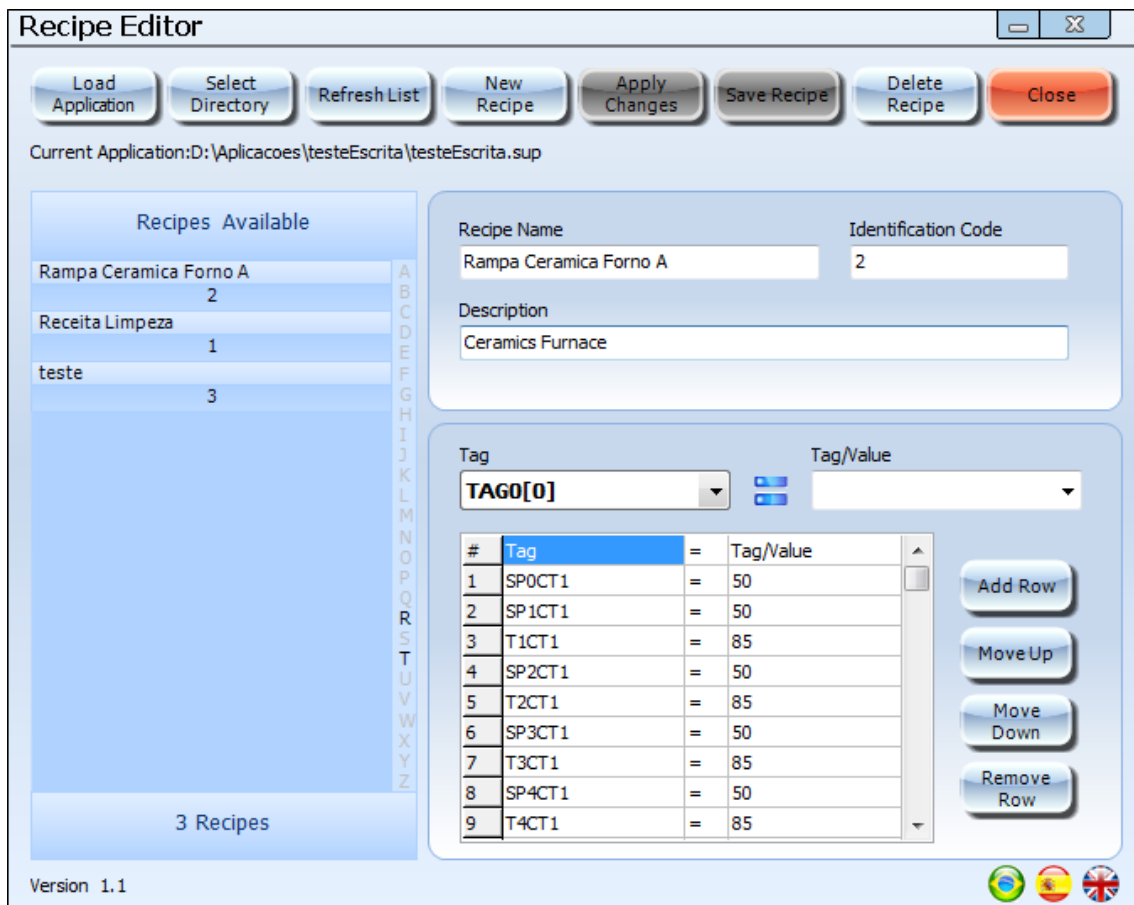 Recipe Editor
Load Application
Select Directory
Refresh List
New Recipe
Apply Changes
Save Recipe
Delete Recipe
Close
Current Application:D:\Aplicacoes\testeEscrita\testeEscrita.sup
Recipes Available
Rampa Ceramica Forno A
2
Receita Limpeza
1
teste
3
A
B
C
D
E
F
G
H
I
J
K
L
M
N
O
P
Q
R
S
T
U
V
W
X
Y
Z
3 Recipes
Recipe Name
Identification Code
Rampa Ceramica Forno A
2
Description
Ceramics Furnace
Tag
Tag/Value
TAG0[0]
# Tag = Tag/Value
1 SP0CT1 = 50
2 SP1CT1 = 50
3 T1CT1 = 85
4 SP2CT1 = 50
5 T2CT1 = 85
6 SP3CT1 = 50
7 T3CT1 = 85
8 SP4CT1 = 50
9 T4CT1 = 85
Add Row
Move Up
Move Down
Remove Row
Version 1.1